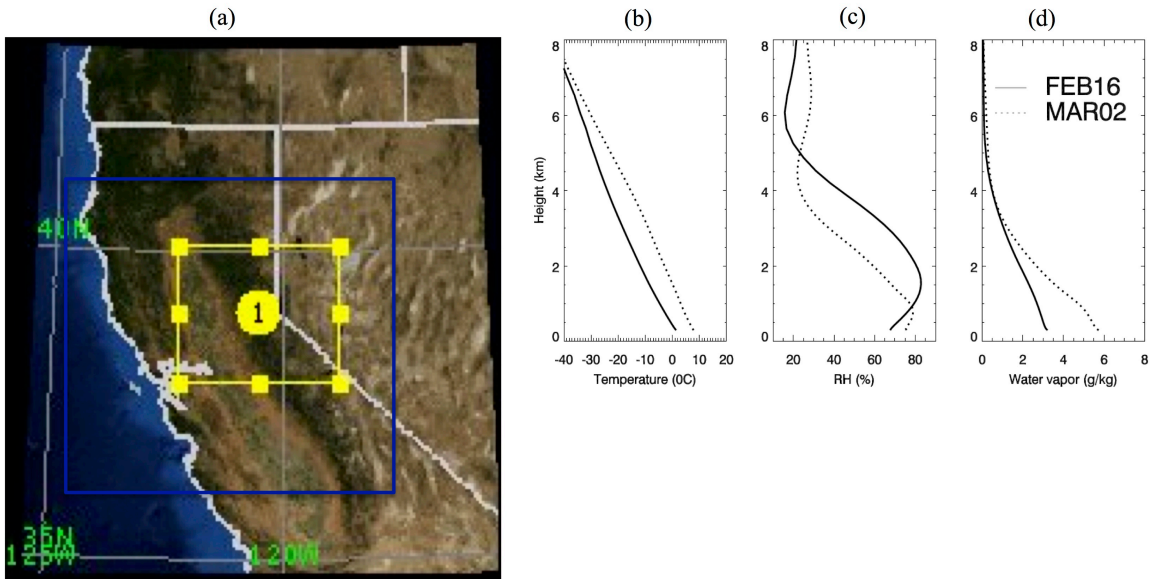 (a)
40N
1
35N
125W
120W
(b)
8
6
4
2
0
Height (km)
-40 -30 -20 -10 0 10 20
Temperature (0C)
(c)
8
6
4
2
0
20 40 60 80
RH (%)
(d)
8
6
4
2
0
FEB16
MAR02
0 2 4 6 8
Water vapor (g/kg)